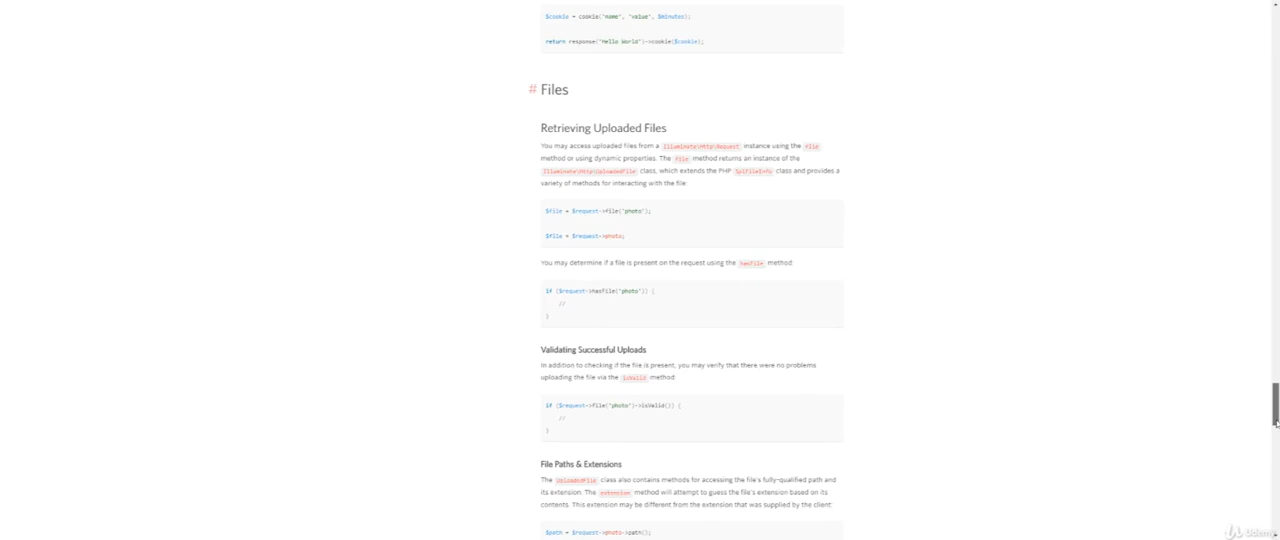 $cookie = cookie('name', 'value', $minutes);
return response('Hello World')->cookie($cookie);
# Files
Retrieving Uploaded Files
You may access uploaded files from a Illuminate\Http\Request instance using the file
method or using dynamic properties. The file method returns an instance of the
Illuminate\Http\UploadedFile class, which extends the PHP SplFileInfo class and provides a
variety of methods for interacting with the file:
$file = $request->file('photo');
$file = $request->photo;
You may determine if a file is present on the request using the hasFile method:
if ($request->hasFile('photo')) {
//
}
Validating Successful Uploads
In addition to checking if the file is present, you may verify that there were no problems
uploading the file via the isValid method:
if ($request->file('photo')->isValid()) {
//
}
File Paths & Extensions
The UploadedFile class also contains methods for accessing the file's fully-qualified path and
its extension. The extension method will attempt to guess the file's extension based on its
contents. This extension may be different from the extension that was supplied by the client:
$path = $request->photo->path();
Udemy